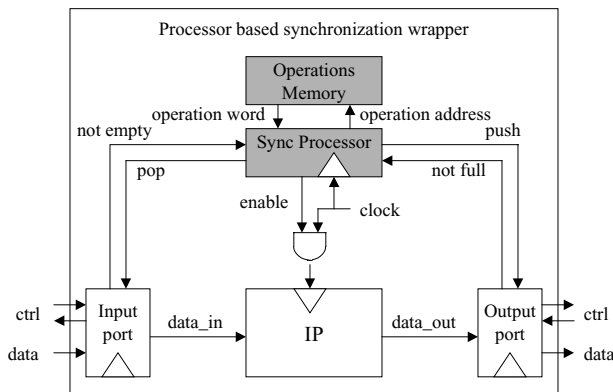 Processor based synchronization wrapper
Operations
Memory
operation word
operation address
not empty
push
Sync Processor
pop
not full
enable
clock
ctrl
Input
port
data
data_in
IP
data_out
Output
port
ctrl
data